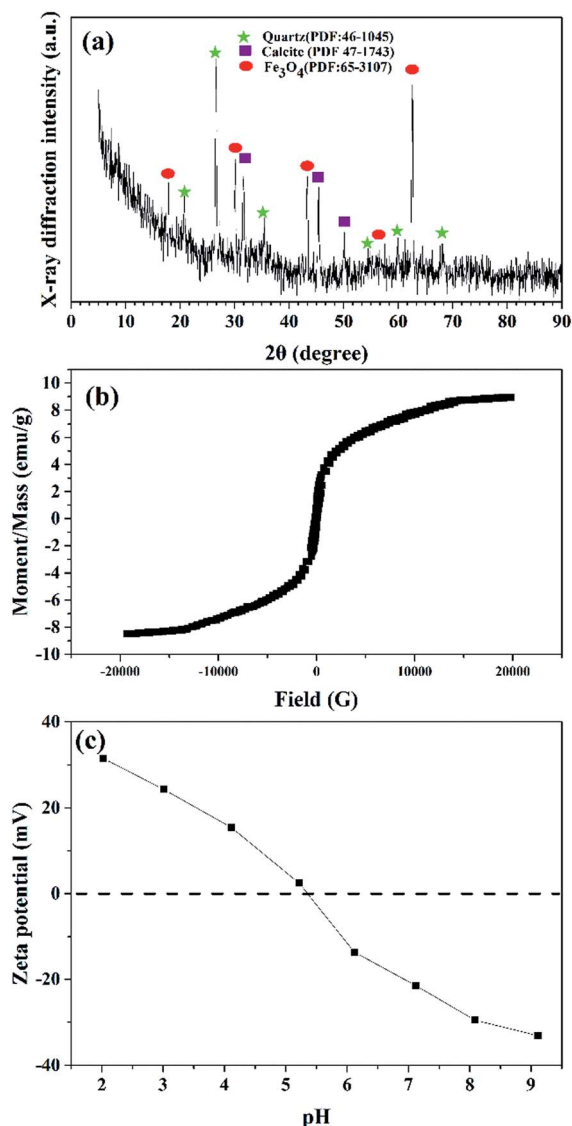 (a)
Quartz(PDF:46-1045)
Calcite (PDF 47-1743)
Fe3O4(PDF:65-3107)
X-ray diffraction intensity (a.u.)
0 10 20 30 40 50 60 70 80 90
2θ (degree)
(b)
Moment/Mass (emu/g)
10
8
6
4
2
0
-2
-4
-6
-8
-10
-20000 -10000 0 10000 20000
Field (G)
(c)
Zeta potential (mV)
40
20
0
-20
-40
2 3 4 5 6 7 8 9
pH